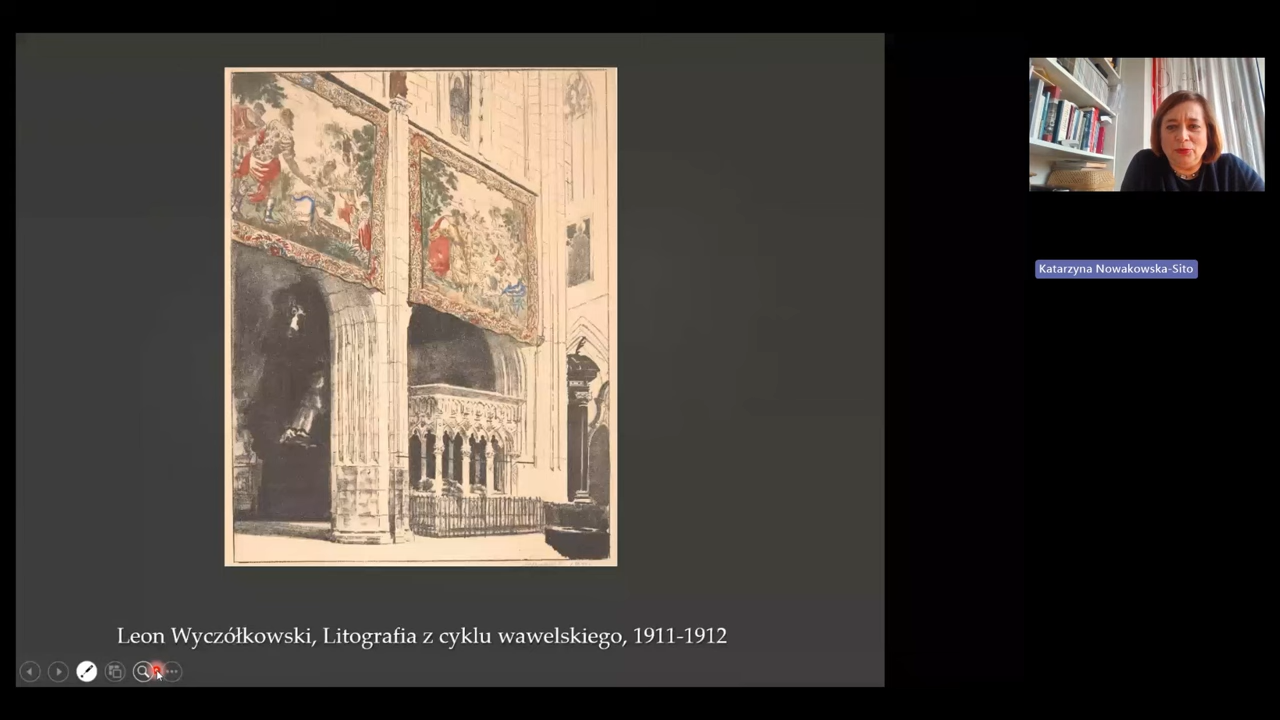 Katarzyna Nowakowska-Sito
Leon Wyczółkowski, Litografia z cyklu wawelskiego, 1911-1912